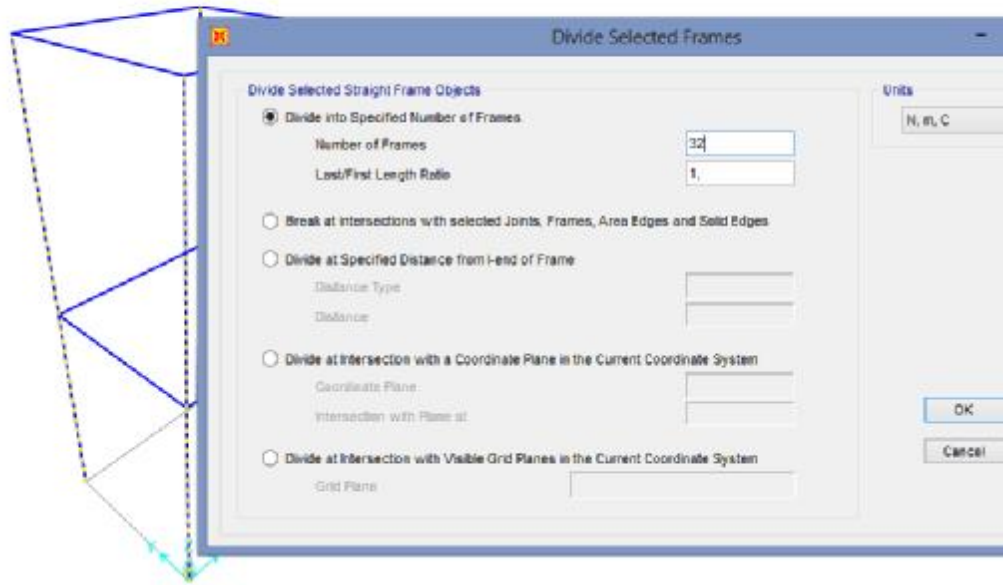 Divide Selected Frames
Divide Selected Straight Frame Objects
Divide into Specified Number of Frames
Number of Frames
32
Last/First Length Ratio
1,
Break at Intersections with selected Joints, Frames, Area Edges and Solid Edges
Divide at Specified Distance from I-end of Frame
Distance Type
Distance
Divide at Intersection with a Coordinate Plane in the Current Coordinate System
Coordinate Plane
Intersection with Plane at
Divide at Intersection with Visible Grid Planes in the Current Coordinate System
Grid Plane
Units
N, m, C
OK
Cancel